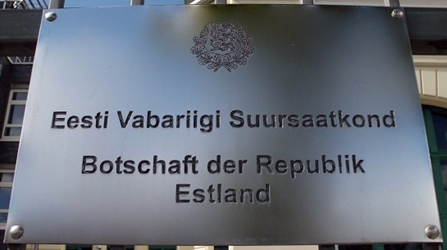 Eesti Vabariigi Suursaatkond
Botschaft der Republik
Estland